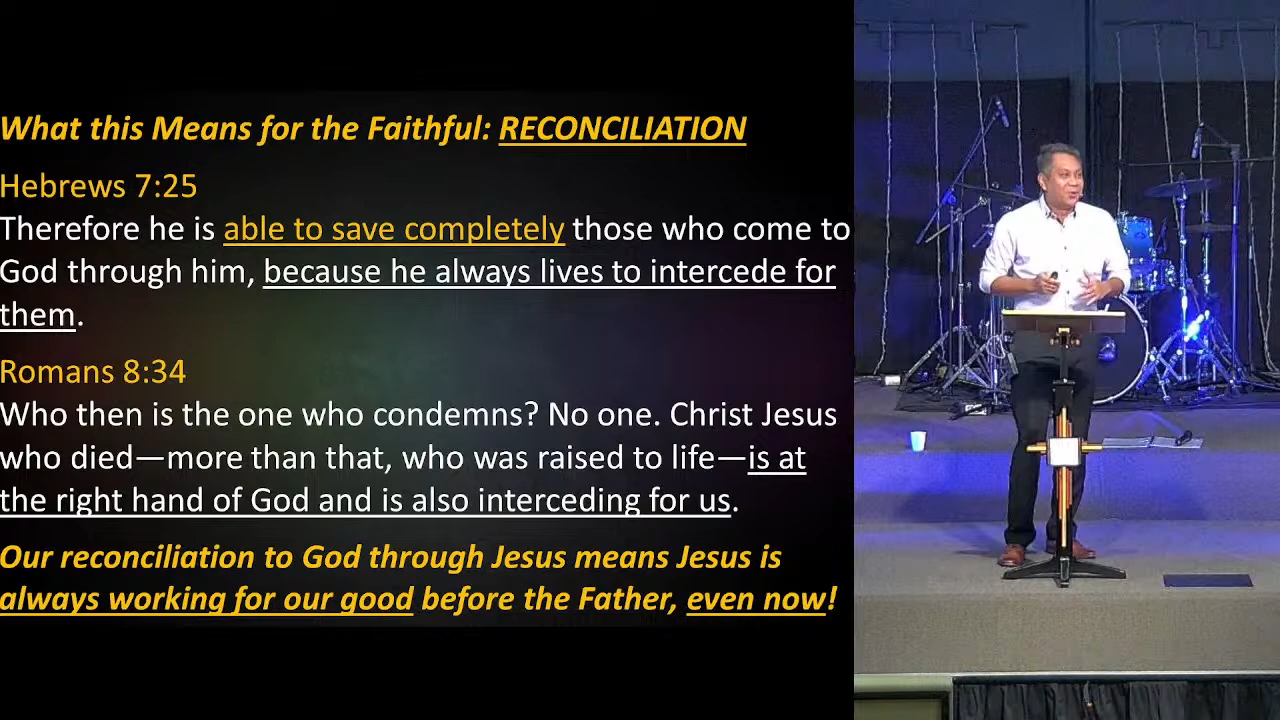 What this Means for the Faithful: RECONCILIATION
Hebrews 7:25
Therefore he is able to save completely those who come to
God through him, because he always lives to intercede for
them.
Romans 8:34
Who then is the one who condemns? No one. Christ Jesus
who died—more than that, who was raised to life—is at
the right hand of God and is also interceding for us.
Our reconciliation to God through Jesus means Jesus is
always working for our good before the Father, even now!